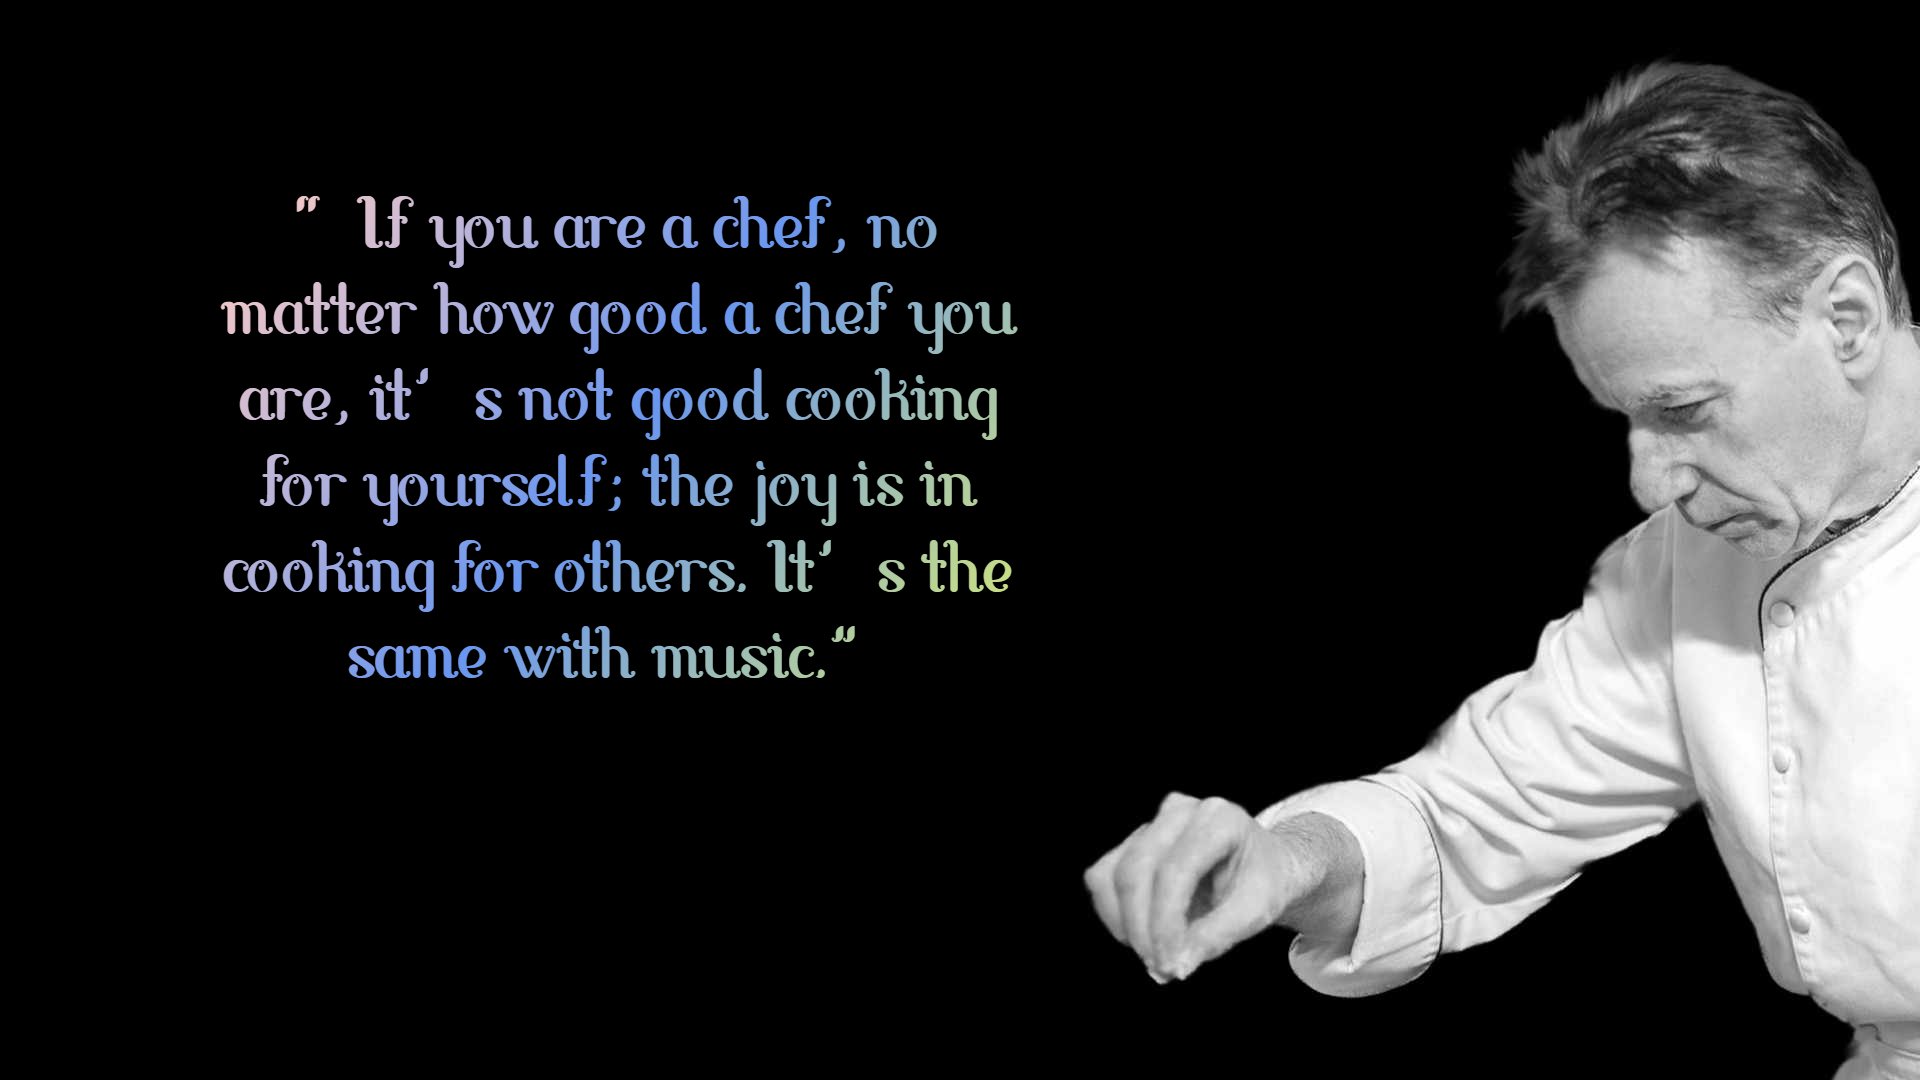 " If you are a chef, no
matter how good a chef you
are, it’ s not good cooking
for yourself; the joy is in
cooking for others. It’ s the
same with music.“